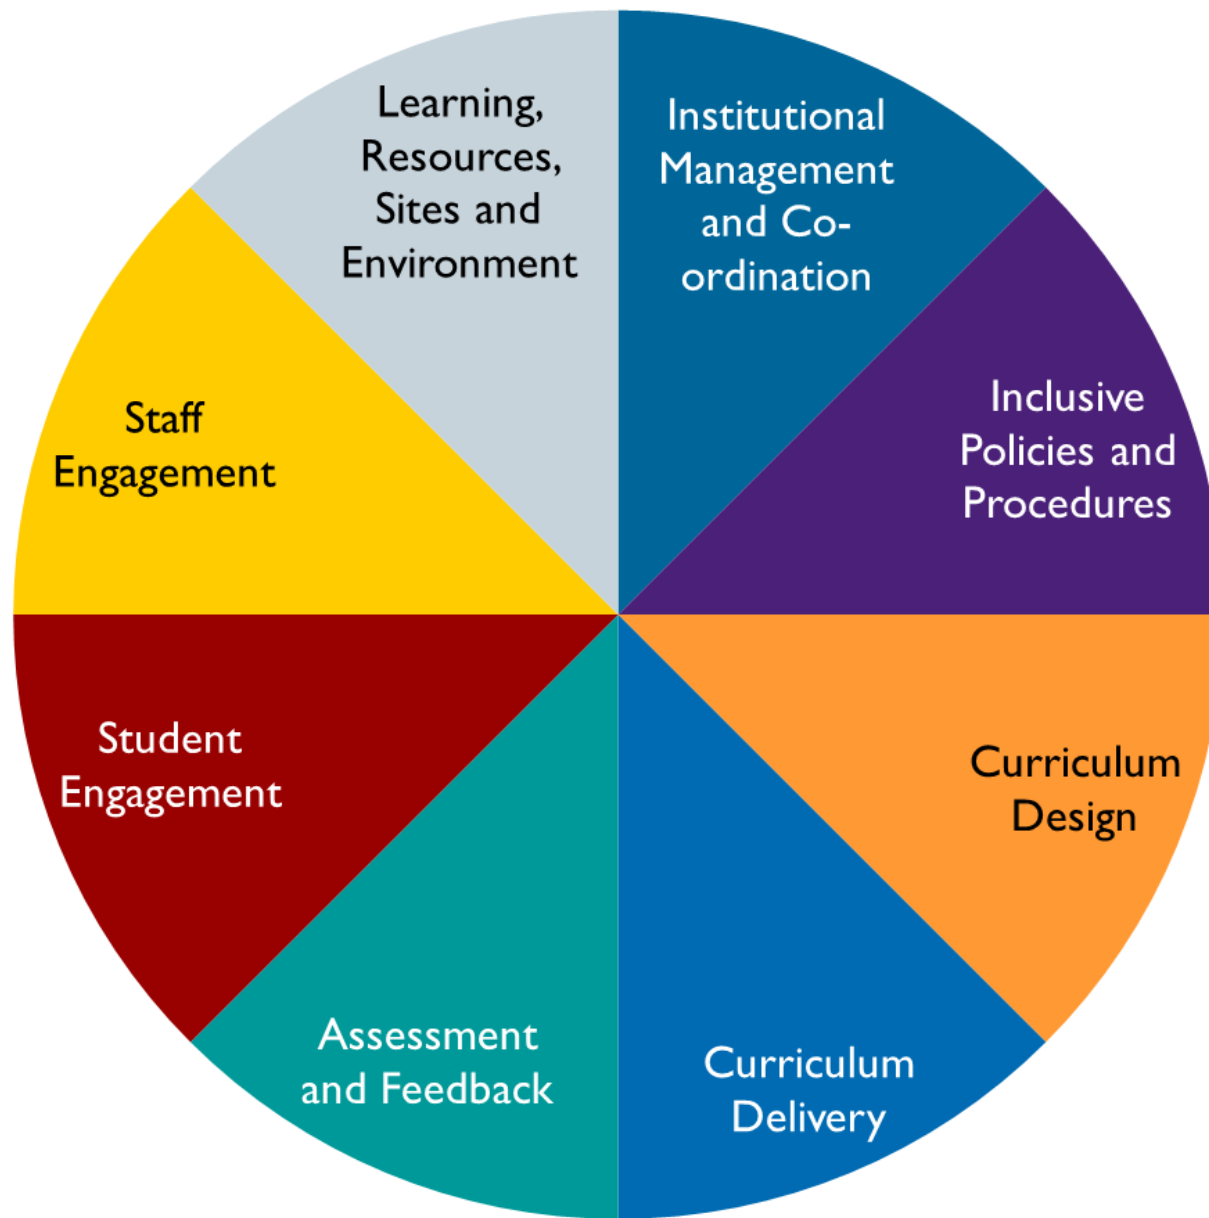 Learning,
Resources,
Sites and
Environment
Institutional
Management
and Co-
ordination
Inclusive
Policies and
Procedures
Curriculum
Design
Curriculum
Delivery
Assessment
and Feedback
Student
Engagement
Staff
Engagement